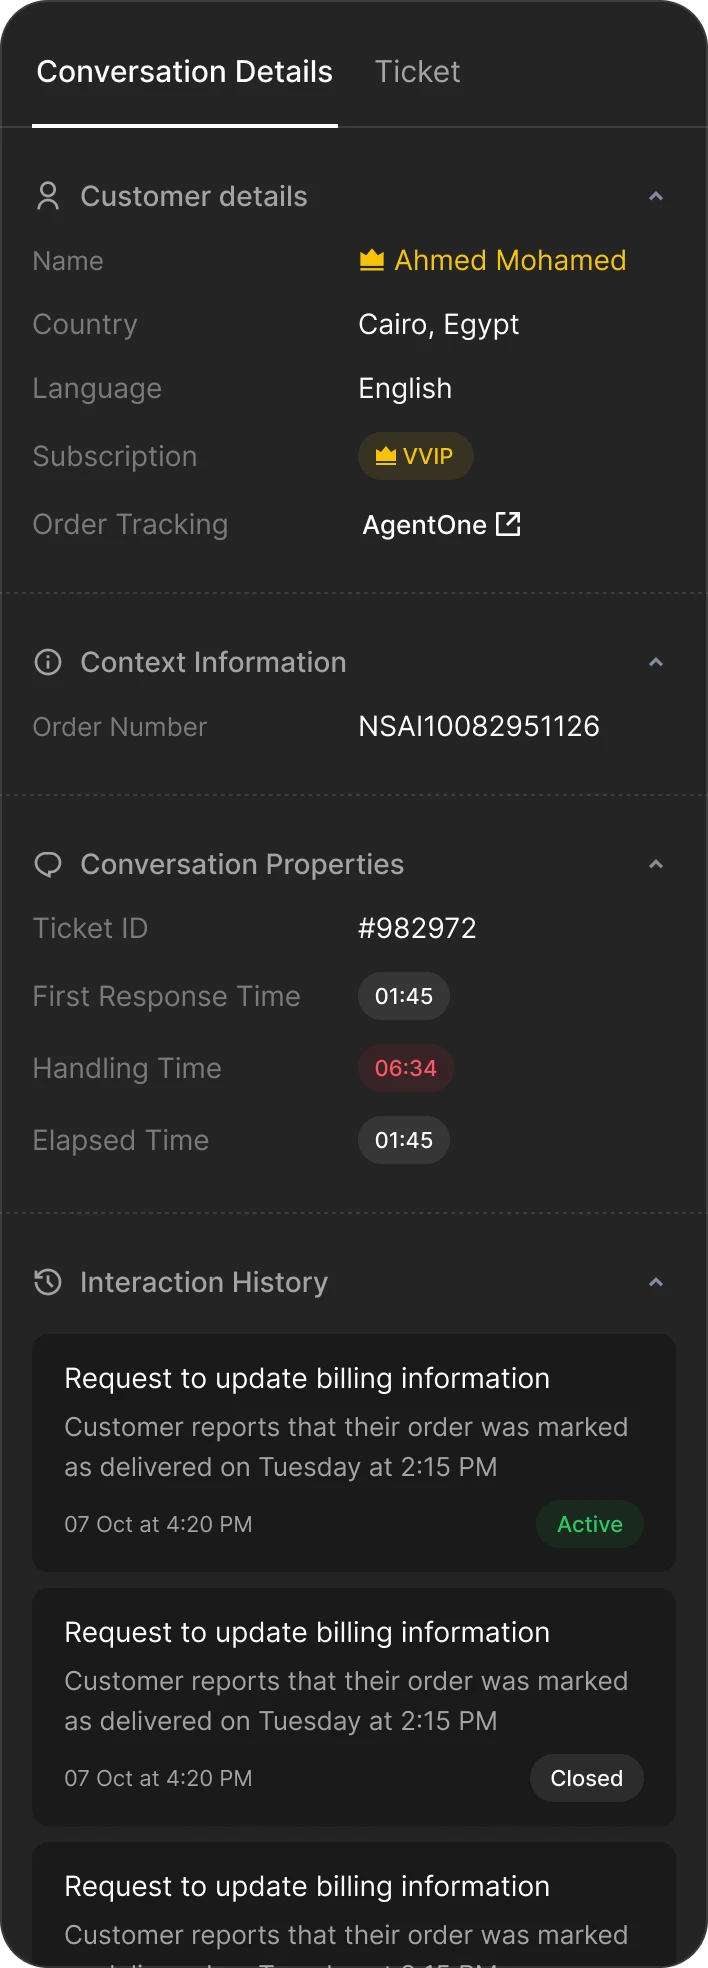 Conversation Details
Ticket
Customer details
Name
Ahmed Mohamed
Country
Cairo, Egypt
Language
English
Subscription
VVIP
Order Tracking
AgentOne
Context Information
Order Number
NSAI10082951126
Conversation Properties
Ticket ID
#982972
First Response Time
01:45
Handling Time
06:34
Elapsed Time
01:45
Interaction History
Request to update billing information
Customer reports that their order was marked
as delivered on Tuesday at 2:15 PM
07 Oct at 4:20 PM
Active
Request to update billing information
Customer reports that their order was marked
as delivered on Tuesday at 2:15 PM
07 Oct at 4:20 PM
Closed
Request to update billing information
Customer reports that their order was marked